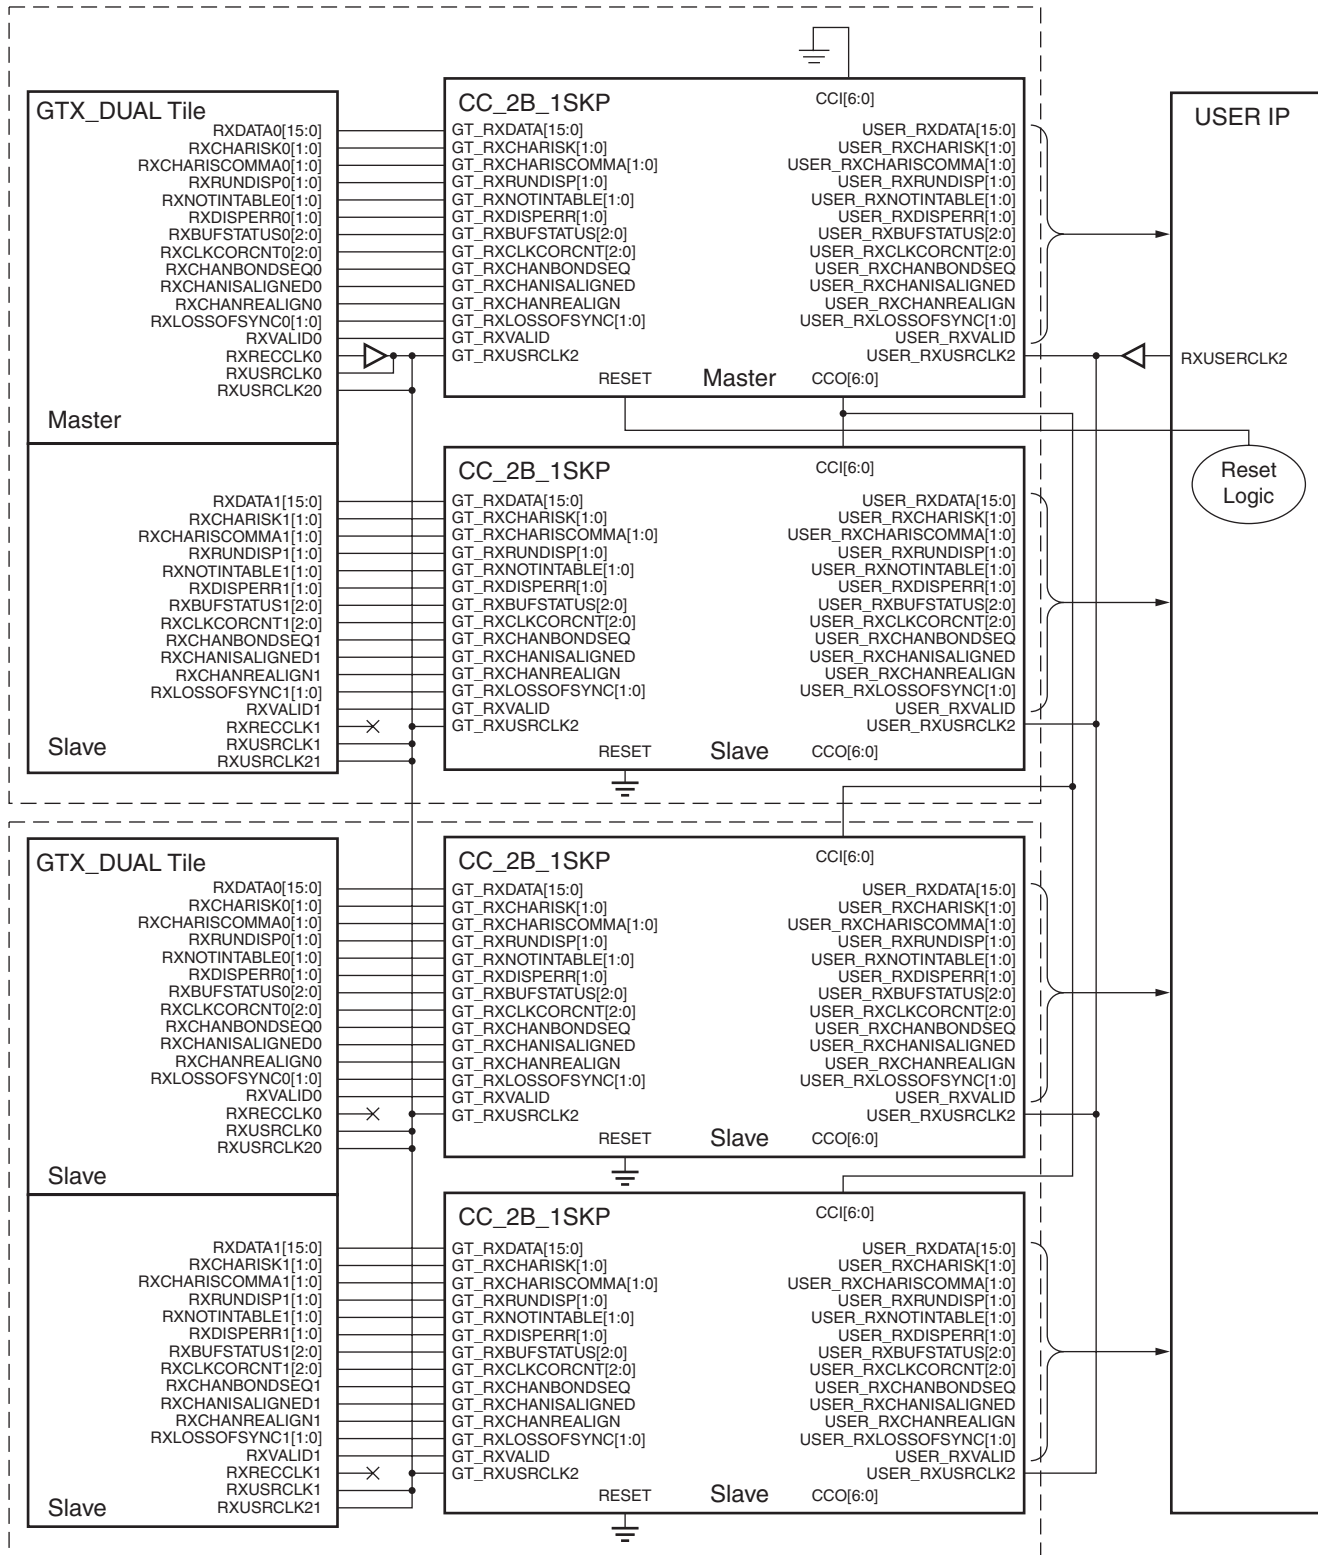 CCI[6:0]
GTX_DUAL Tile
CC_2B_1SKP
USER IP
RXDATA0[15:0]
RXCHARISK0[1:0]
RXCHARISCOMMA0[1:0]
RXRUNDISP0[1:0]
RXNOTINTABLE0[1:0]
RXDISPERR0[1:0]
RXBUFSTATUS0[2:0]
RXCLKCORCNT0[2:0]
RXCHANBONDSEQ0
RXCHANISALIGNED0
RXCHANREALIGN0
RXLOSSOFSYNC0[1:0]
RXVALID0
RXRECCLK0
RXUSRCLK0
RXUSRCLK20
Master
GT_RXDATA[15:0]
GT_RXCHARISK[1:0]
GT_RXCHARISCOMMA[1:0]
GT_RXRUNDISP[1:0]
GT_RXNOTINTABLE[1:0]
GT_RXDISPERR[1:0]
GT_RXBUFSTATUS[2:0]
GT_RXCLKCORCNT[2:0]
GT_RXCHANBONDSEQ
GT_RXCHANISALIGNED
GT_RXCHANREALIGN
GT_RXLOSSOFSYNC[1:0]
GT_RXVALID
GT_RXUSRCLK2
USER_RXDATA[15:0]
USER_RXCHARISK[1:0]
USER_RXCHARISCOMMA[1:0]
USER_RXRUNDISP[1:0]
USER_RXNOTINTABLE[1:0]
USER_RXDISPERR[1:0]
USER_RXBUFSTATUS[2:0]
USER_RXCLKCORCNT[2:0]
USER_RXCHANBONDSEQ
USER_RXCHANISALIGNED
USER_RXCHANREALIGN
USER_RXLOSSOFSYNC[1:0]
USER_RXVALID
USER_RXUSRCLK2
RESET
Master
CCO[6:0]
RXUSERCLK2
Reset
Logic
CC_2B_1SKP
CCI[6:0]
RXDATA1[15:0]
RXCHARISK1[1:0]
RXCHARISCOMMA1[1:0]
RXRUNDISP1[1:0]
RXNOTINTABLE1[1:0]
RXDISPERR1[1:0]
RXBUFSTATUS1[2:0]
RXCLKCORCNT1[2:0]
RXCHANBONDSEQ1
RXCHANISALIGNED1
RXCHANREALIGN1
RXLOSSOFSYNC1[1:0]
RXVALID1
RXRECCLK1
RXUSRCLK1
RXUSRCLK21
Slave
GT_RXDATA[15:0]
GT_RXCHARISK[1:0]
GT_RXCHARISCOMMA[1:0]
GT_RXRUNDISP[1:0]
GT_RXNOTINTABLE[1:0]
GT_RXDISPERR[1:0]
GT_RXBUFSTATUS[2:0]
GT_RXCLKCORCNT[2:0]
GT_RXCHANBONDSEQ
GT_RXCHANISALIGNED
GT_RXCHANREALIGN
GT_RXLOSSOFSYNC[1:0]
GT_RXVALID
GT_RXUSRCLK2
USER_RXDATA[15:0]
USER_RXCHARISK[1:0]
USER_RXCHARISCOMMA[1:0]
USER_RXRUNDISP[1:0]
USER_RXNOTINTABLE[1:0]
USER_RXDISPERR[1:0]
USER_RXBUFSTATUS[2:0]
USER_RXCLKCORCNT[2:0]
USER_RXCHANBONDSEQ
USER_RXCHANISALIGNED
USER_RXCHANREALIGN
USER_RXLOSSOFSYNC[1:0]
USER_RXVALID
USER_RXUSRCLK2
RESET
Slave
CCO[6:0]
GTX_DUAL Tile
CC_2B_1SKP
CCI[6:0]
RXDATA0[15:0]
RXCHARISK0[1:0]
RXCHARISCOMMA0[1:0]
RXRUNDISP0[1:0]
RXNOTINTABLE0[1:0]
RXDISPERR0[1:0]
RXBUFSTATUS0[2:0]
RXCLKCORCNT0[2:0]
RXCHANBONDSEQ0
RXCHANISALIGNED0
RXCHANREALIGN0
RXLOSSOFSYNC0[1:0]
RXVALID0
RXRECCLK0
RXUSRCLK0
RXUSRCLK20
Slave
GT_RXDATA[15:0]
GT_RXCHARISK[1:0]
GT_RXCHARISCOMMA[1:0]
GT_RXRUNDISP[1:0]
GT_RXNOTINTABLE[1:0]
GT_RXDISPERR[1:0]
GT_RXBUFSTATUS[2:0]
GT_RXCLKCORCNT[2:0]
GT_RXCHANBONDSEQ
GT_RXCHANISALIGNED
GT_RXCHANREALIGN
GT_RXLOSSOFSYNC[1:0]
GT_RXVALID
GT_RXUSRCLK2
USER_RXDATA[15:0]
USER_RXCHARISK[1:0]
USER_RXCHARISCOMMA[1:0]
USER_RXRUNDISP[1:0]
USER_RXNOTINTABLE[1:0]
USER_RXDISPERR[1:0]
USER_RXBUFSTATUS[2:0]
USER_RXCLKCORCNT[2:0]
USER_RXCHANBONDSEQ
USER_RXCHANISALIGNED
USER_RXCHANREALIGN
USER_RXLOSSOFSYNC[1:0]
USER_RXVALID
USER_RXUSRCLK2
RESET
Slave
CCO[6:0]
CC_2B_1SKP
CCI[6:0]
RXDATA1[15:0]
RXCHARISK1[1:0]
RXCHARISCOMMA1[1:0]
RXRUNDISP1[1:0]
RXNOTINTABLE1[1:0]
RXDISPERR1[1:0]
RXBUFSTATUS1[2:0]
RXCLKCORCNT1[2:0]
RXCHANBONDSEQ1
RXCHANISALIGNED1
RXCHANREALIGN1
RXLOSSOFSYNC1[1:0]
RXVALID1
RXRECCLK1
RXUSRCLK1
RXUSRCLK21
Slave
GT_RXDATA[15:0]
GT_RXCHARISK[1:0]
GT_RXCHARISCOMMA[1:0]
GT_RXRUNDISP[1:0]
GT_RXNOTINTABLE[1:0]
GT_RXDISPERR[1:0]
GT_RXBUFSTATUS[2:0]
GT_RXCLKCORCNT[2:0]
GT_RXCHANBONDSEQ
GT_RXCHANISALIGNED
GT_RXCHANREALIGN
GT_RXLOSSOFSYNC[1:0]
GT_RXVALID
GT_RXUSRCLK2
USER_RXDATA[15:0]
USER_RXCHARISK[1:0]
USER_RXCHARISCOMMA[1:0]
USER_RXRUNDISP[1:0]
USER_RXNOTINTABLE[1:0]
USER_RXDISPERR[1:0]
USER_RXBUFSTATUS[2:0]
USER_RXCLKCORCNT[2:0]
USER_RXCHANBONDSEQ
USER_RXCHANISALIGNED
USER_RXCHANREALIGN
USER_RXLOSSOFSYNC[1:0]
USER_RXVALID
USER_RXUSRCLK2
RESET
Slave
CCO[6:0]